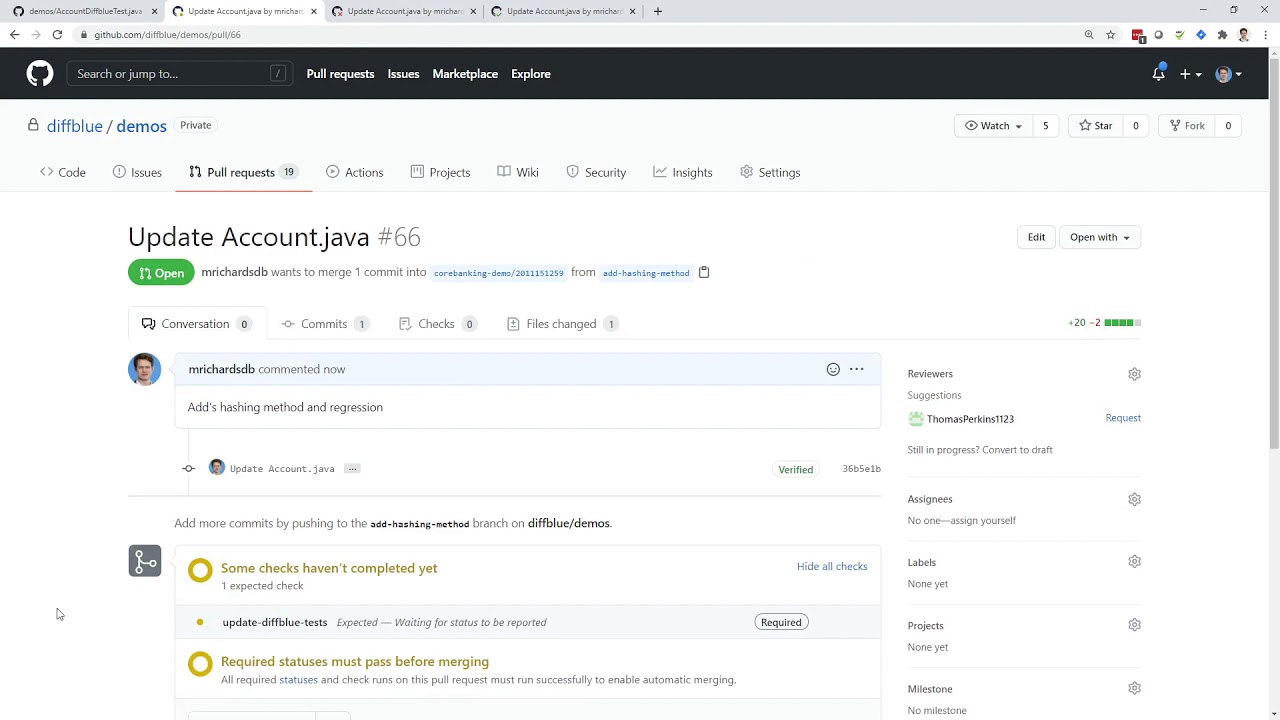 demos/AccountDiffblueTest.java
Update Account.java by mrichar
Update Account.java by mrichard
Update Account.java by mrichard
github.com/diffblue/demos/pull/66
1
Search or jump to... /
Pull requests Issues Marketplace Explore
diffblue / demos Private
Watch 5 Star 0 Fork 0
Code Issues Pull requests 19 Actions Projects Wiki Security Insights Settings
Update Account.java #66
Edit Open with
Open mrichardsdb wants to merge 1 commit into corebanking-demo/2011151259 from add-hashing-method
Conversation 0 Commits 1 Checks 0 Files changed 1
+20 −2
mrichardsdb commented now
Add's hashing method and regression
Update Account.java ...
Verified 36b5e1b
Add more commits by pushing to the add-hashing-method branch on diffblue/demos.
Some checks haven't completed yet
Hide all checks
1 expected check
update-diffblue-tests Expected — Waiting for status to be reported Required
Required statuses must pass before merging
All required statuses and check runs on this pull request must run successfully to enable automatic merging.
Reviewers
Suggestions
ThomasPerkins1123 Request
Still in progress? Convert to draft
Assignees
No one—assign yourself
Labels
None yet
Projects
None yet
Milestone
No milestone